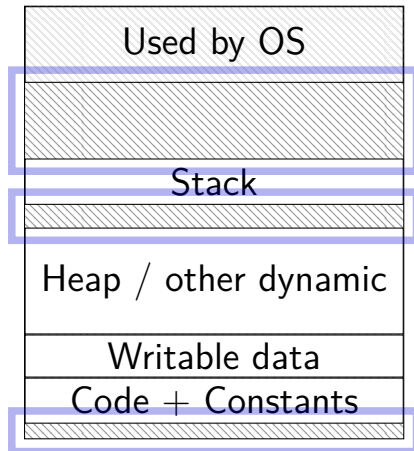 Used by OS
Stack
Heap / other dynamic
Writable data
Code + Constants